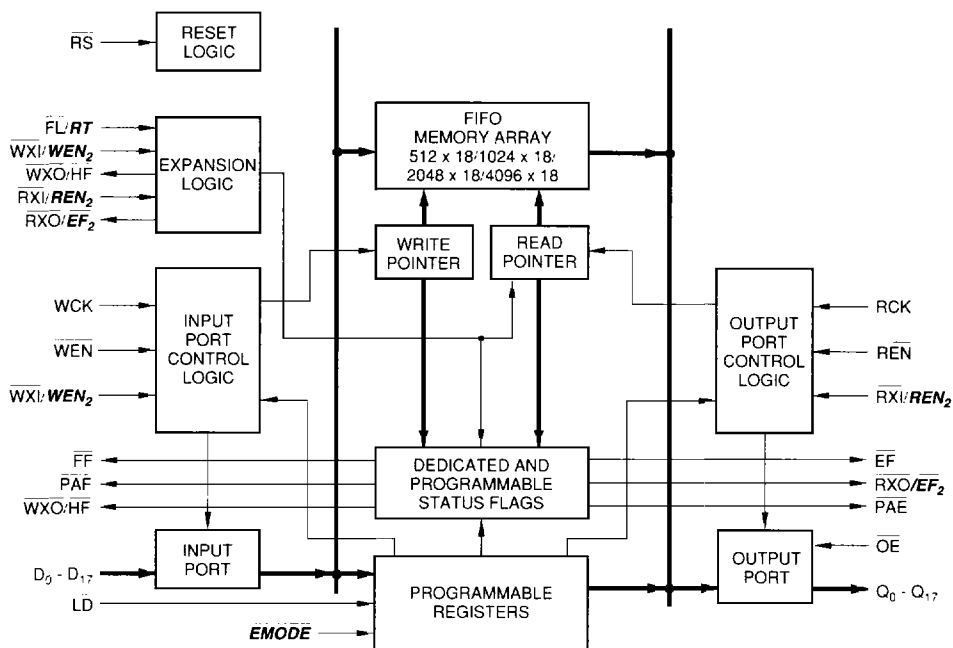 RS
RESET
LOGIC
FL/RT
WXI/WEN2
WXO/HF
RXI/REN2
RXO/EF2
EXPANSION
LOGIC
FIFO
MEMORY ARRAY
512 x 18/1024 x 18/
2048 x 18/4096 x 18
WRITE
POINTER
READ
POINTER
WCK
WEN
WXI/WEN2
INPUT
PORT
CONTROL
LOGIC
OUTPUT
PORT
CONTROL
LOGIC
RCK
REN
RXI/REN2
FF
PAF
WXO/HF
DEDICATED AND
PROGRAMMABLE
STATUS FLAGS
EF
RXO/EF2
PAE
OE
D0 - D17
INPUT
PORT
LD
EMODE
PROGRAMMABLE
REGISTERS
OUTPUT
PORT
Q0 - Q17